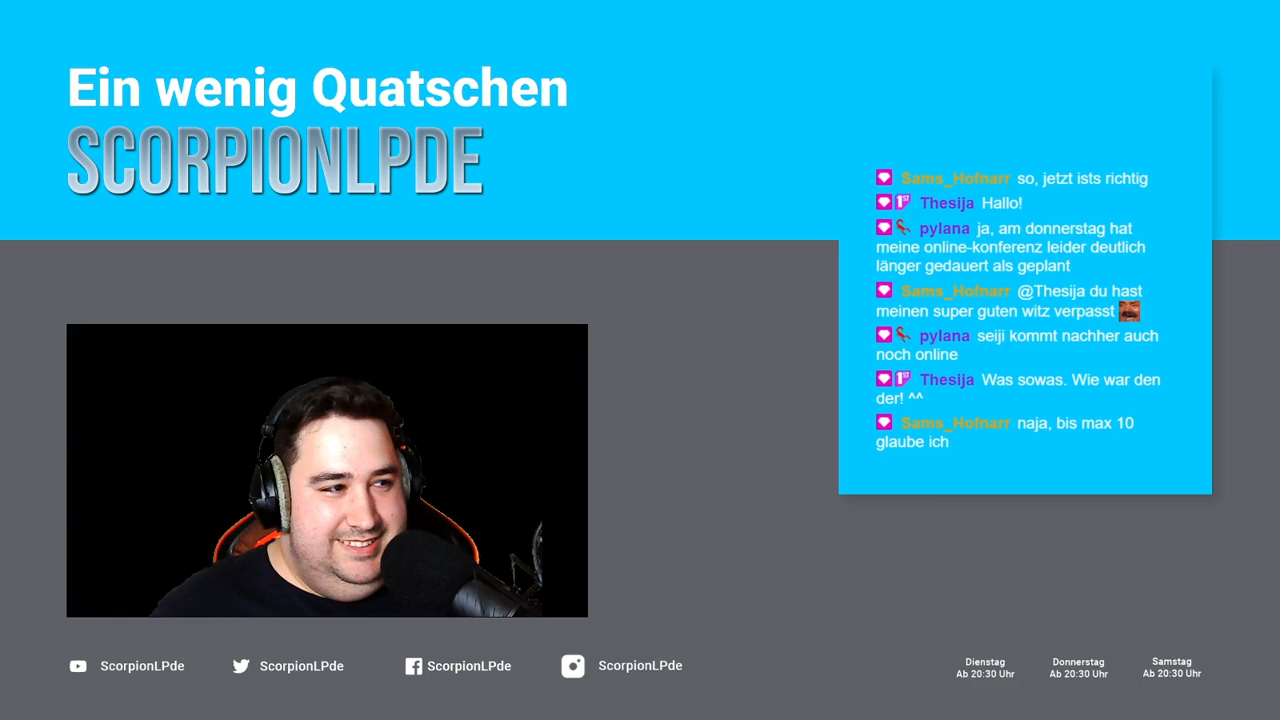 Ein wenig Quatschen
SCORPIONLPDE
Sams_Hofnarr so, jetzt ists richtig
1ST Thesija Hallo!
pylana ja, am donnerstag hat
meine online-konferenz leider deutlich
länger gedauert als geplant
Sams_Hofnarr @Thesija du hast
meinen super guten witz verpasst
pylana seiji kommt nachher auch
noch online
1ST Thesija Was sowas. Wie war den
der! ^^
Sams_Hofnarr naja, bis max 10
glaube ich
ScorpionLPde ScorpionLPde ScorpionLPde ScorpionLPde
Dienstag Donnerstag Samstag
Ab 20:30 Uhr Ab 20:30 Uhr Ab 20:30 Uhr